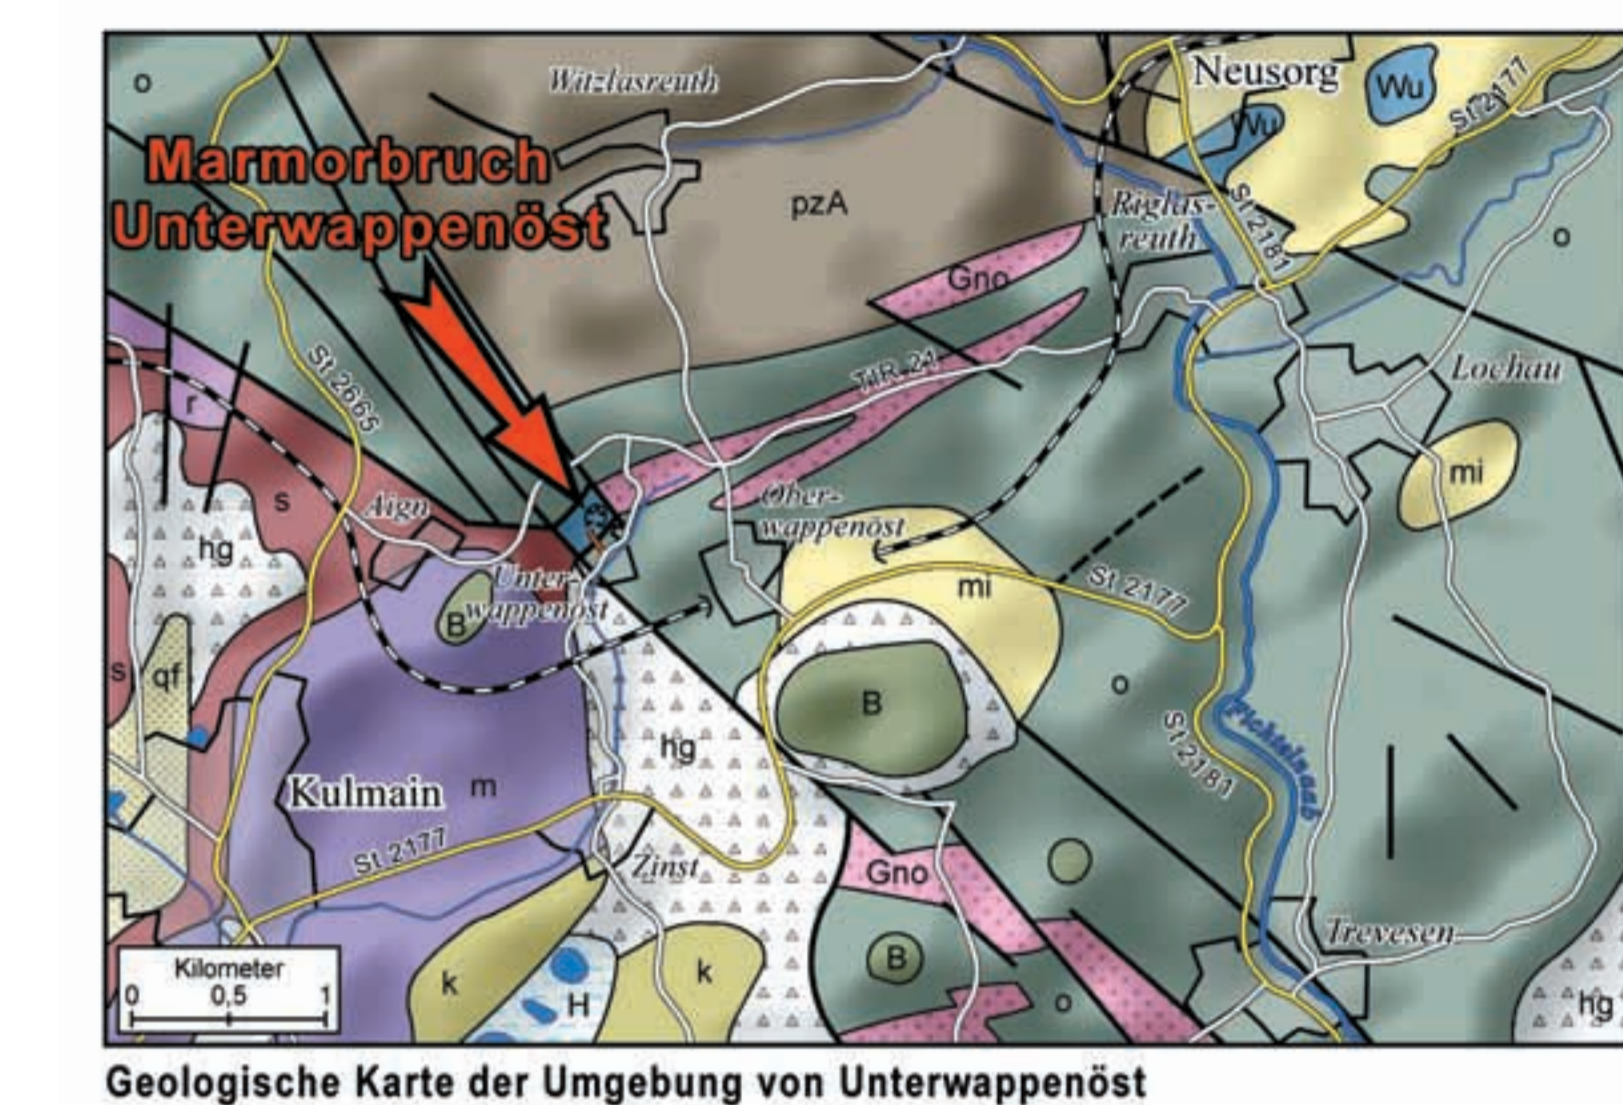 o
Witzlasreuth
Neusorg
Wu
St 2177
Marmorbruch
Unterwappenöst
Wu
pzA
Riglas-
reuth
St 2181
o
Gno
St 2665
TIR 21
Lochau
r
mi
s
Aign
Ober-
wappenöst
hg
Unter-
wappenöst
mi
St 2177
B
s
qf
o
B
Fichtelnaab
hg
St 2181
Kulmain
m
St 2177
Zinst
Gno
Trevesen
B
Kilometer
0 0,5 1
k
k
H
o
hg
Geologische Karte der Umgebung von Unterwappenöst